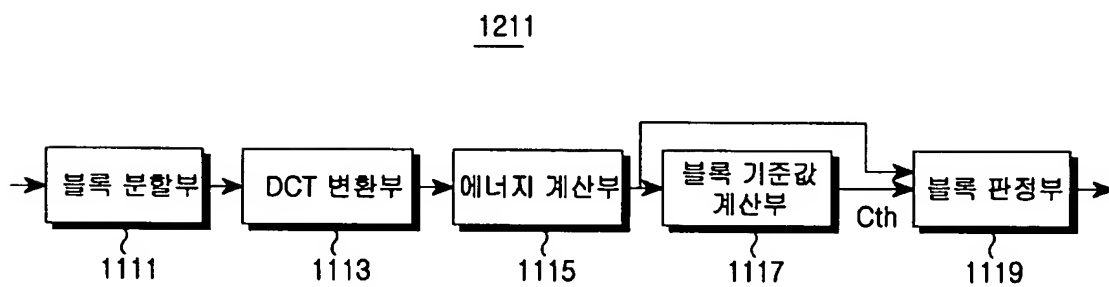 1211
블록 분할부
DCT 변환부
에너지 계산부
블록 기준값
계산부
Cth
블록 판정부
1111
1113
1115
1117
1119